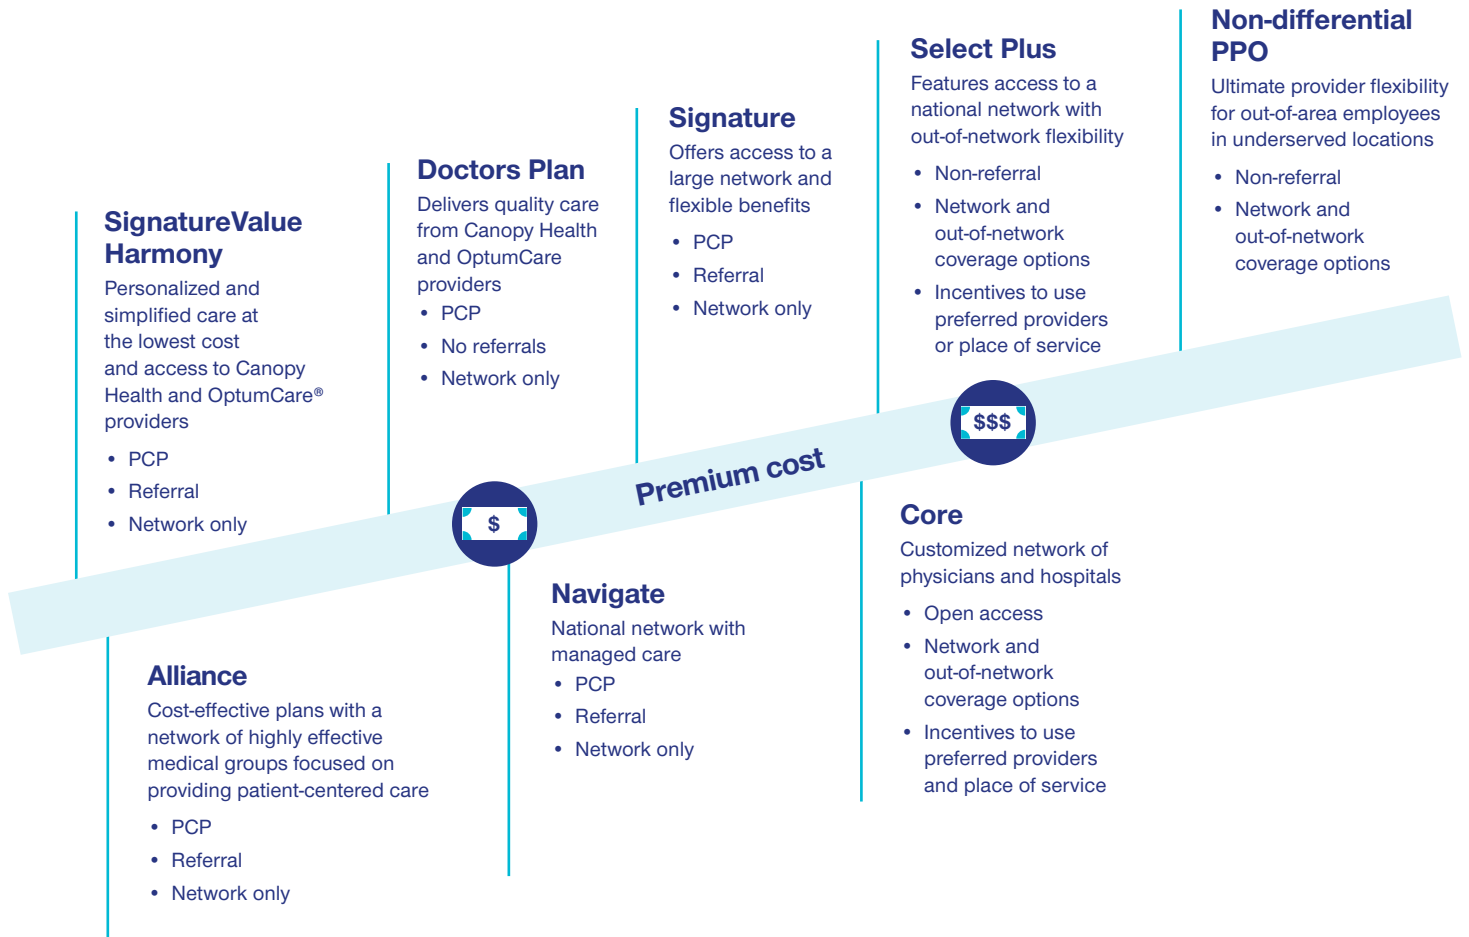 SignatureValue
Harmony
Personalized and
simplified care at
the lowest cost
and access to Canopy
Health and OptumCare®
providers
• PCP
• Referral
• Network only
Alliance
Cost-effective plans with a
network of highly effective
medical groups focused on
providing patient-centered care
• PCP
• Referral
• Network only
Doctors Plan
Delivers quality care
from Canopy Health
and OptumCare
providers
• PCP
• No referrals
• Network only
$
Navigate
National network with
managed care
• PCP
• Referral
• Network only
Signature
Offers access to a
large network and
flexible benefits
• PCP
• Referral
• Network only
Premium cost
Core
Customized network of
physicians and hospitals
• Open access
• Network and
out-of-network
coverage options
• Incentives to use
preferred providers
and place of service
Select Plus
Features access to a
national network with
out-of-network flexibility
• Non-referral
• Network and
out-of-network
coverage options
• Incentives to use
preferred providers
or place of service
$$$
Non-differential
PPO
Ultimate provider flexibility
for out-of-area employees
in underserved locations
• Non-referral
• Network and
out-of-network
coverage options